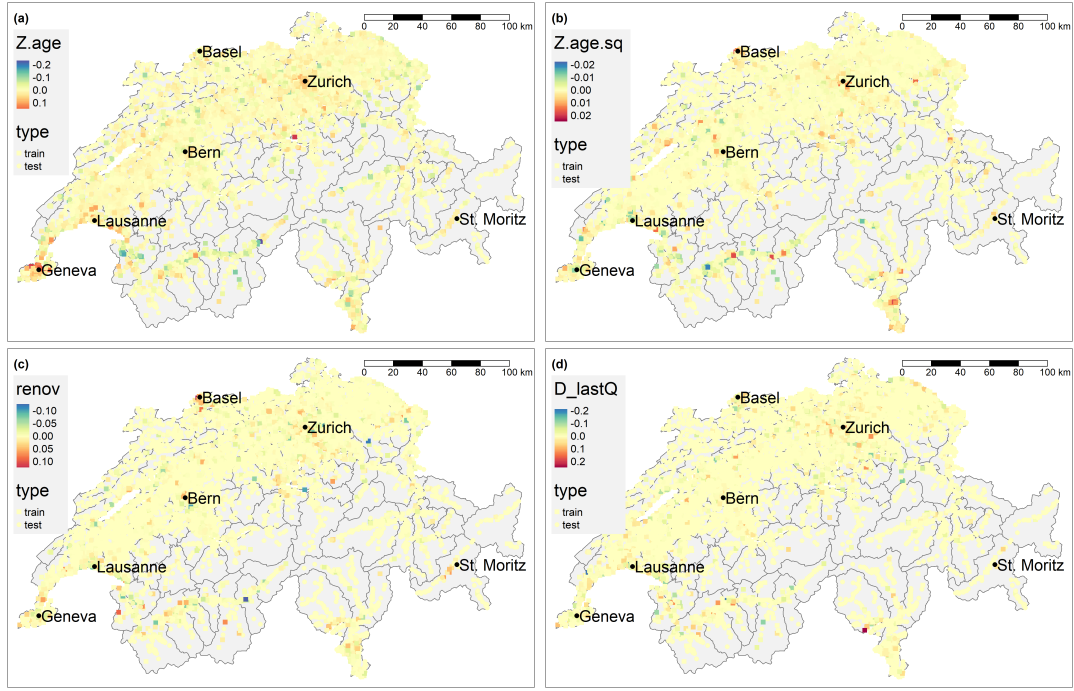 (a)
0 20 40 60 80 100 km
Z.age
-0.2
-0.1
0.0
0.1
type
train
test
Basel
Zurich
Bern
Lausanne
Geneva
St. Moritz
(b)
0 20 40 60 80 100 km
Z.age.sq
-0.02
-0.01
0.00
0.01
0.02
type
train
test
Basel
Zurich
Bern
Lausanne
Geneva
St. Moritz
(c)
0 20 40 60 80 100 km
renov
-0.10
-0.05
0.00
0.05
0.10
type
train
test
Basel
Zurich
Bern
Lausanne
Geneva
St. Moritz
(d)
0 20 40 60 80 100 km
D_lastQ
-0.2
-0.1
0.0
0.1
0.2
type
train
test
Basel
Zurich
Bern
Lausanne
Geneva
St. Moritz